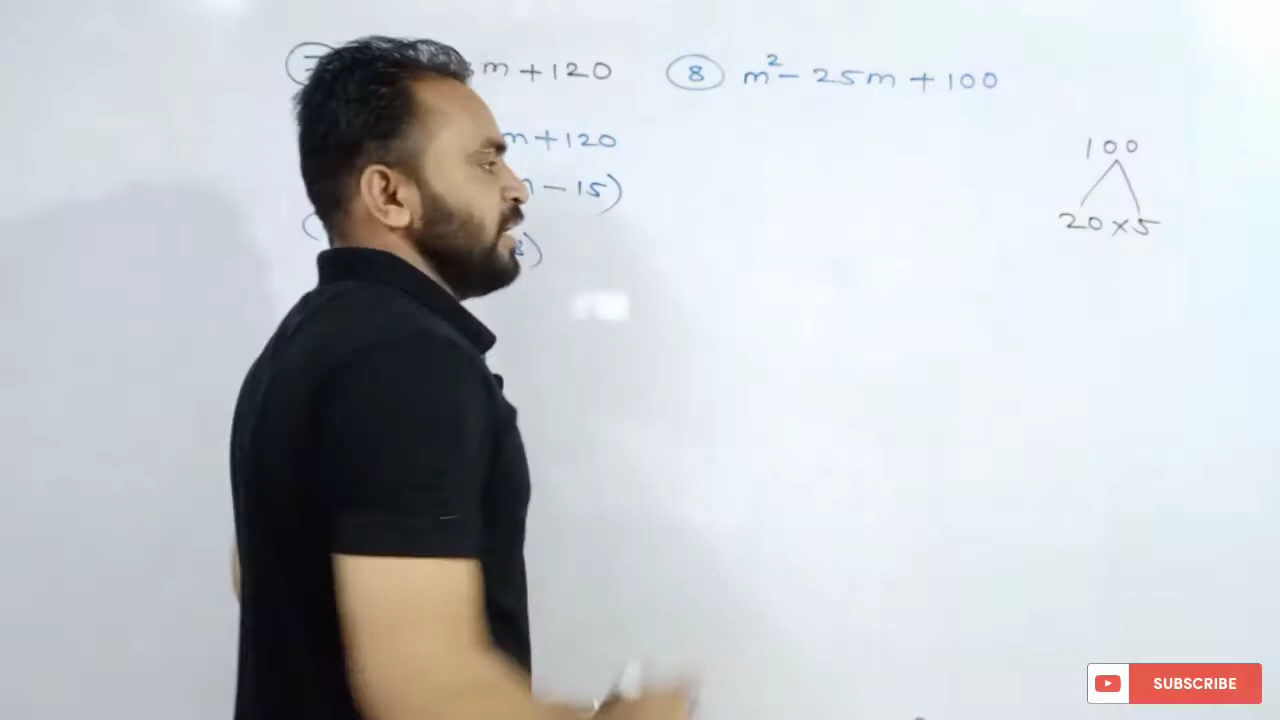 m + 120
m + 120
- 15)
)
(
8 m² - 25m + 100
100
20 × 5
SUBSCRIBE